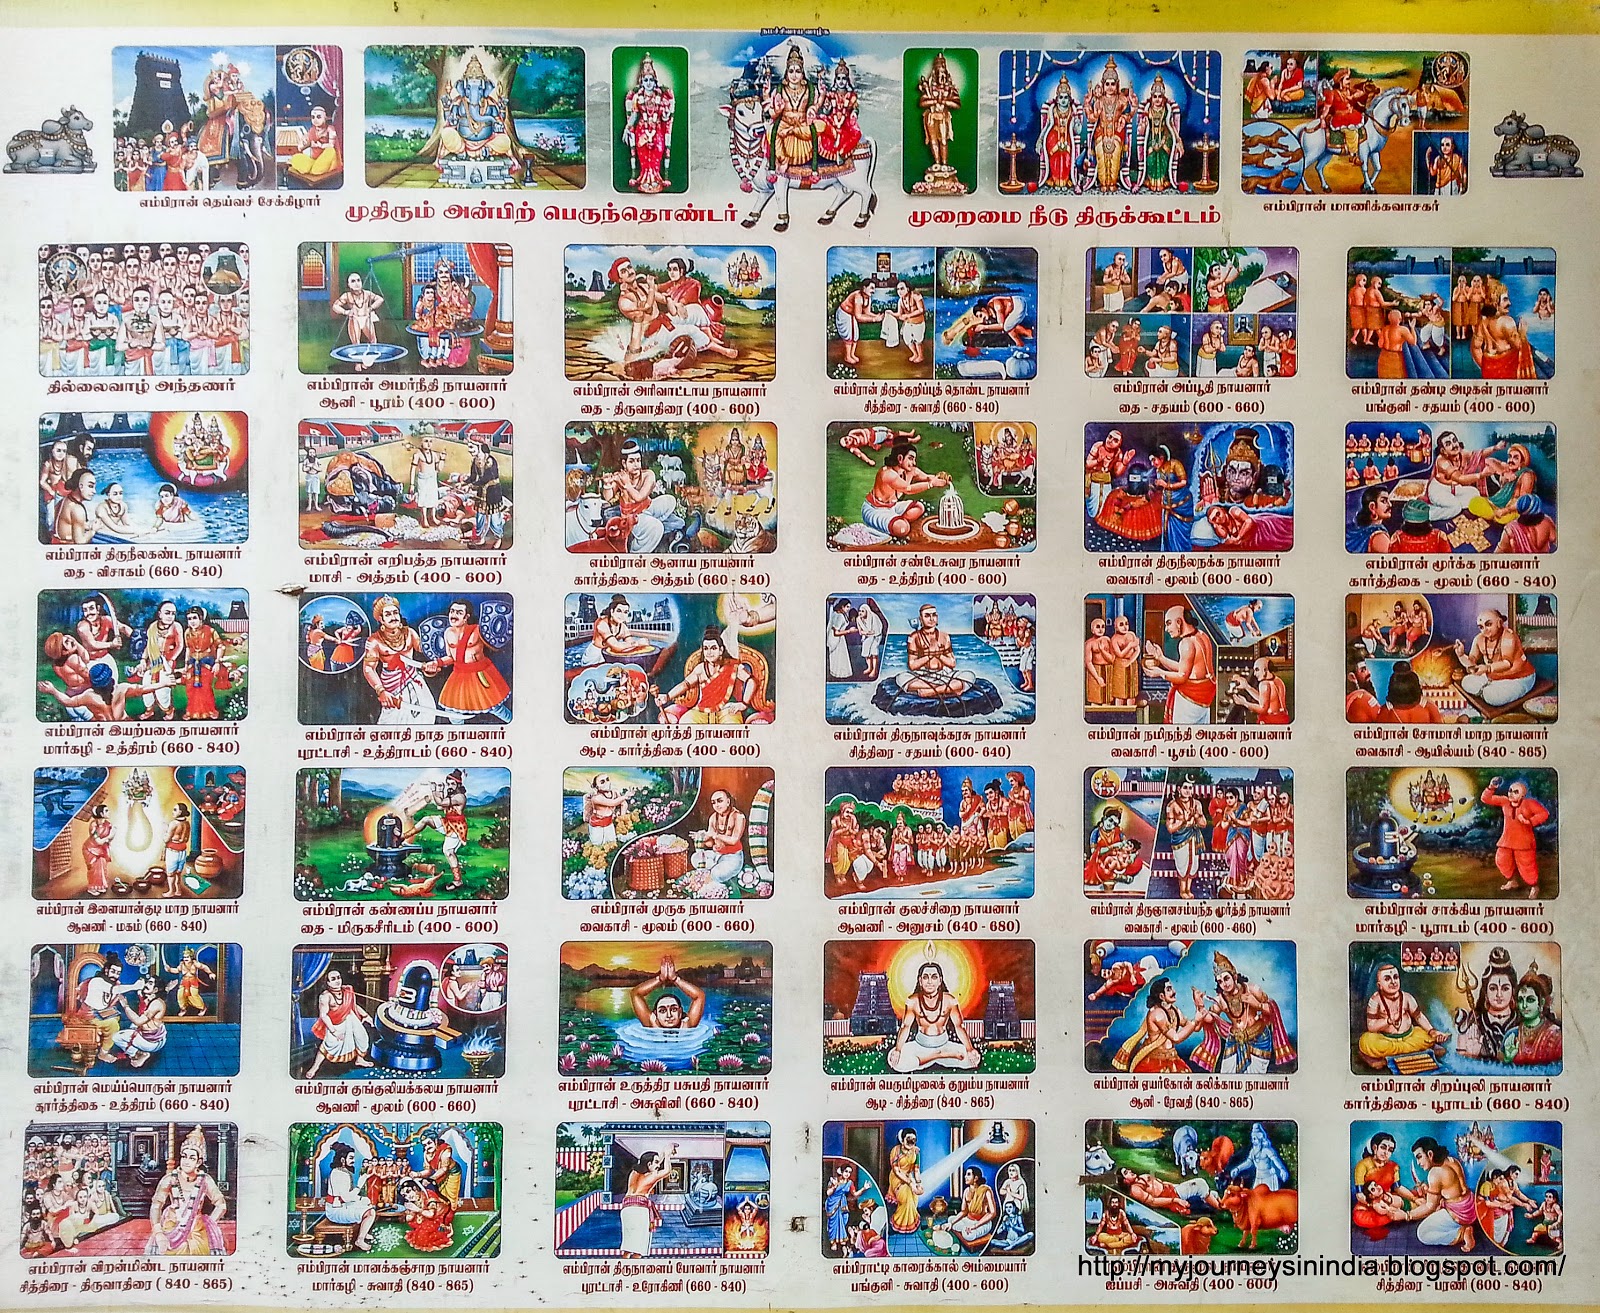 நமச்சிவாயவாழ்க
எம்பிரான் தெய்வச் சேக்கிழார்
முதிரும் அன்பிற் பெருந்தொண்டர்
முறைமை நீடு திருக்கூட்டம்
எம்பிரான் மாணிக்கவாசகர்
தில்லைவாழ் அந்தணர்
எம்பிரான் அமர்நீதி நாயனார்
ஆனி - பூரம் (400 - 600)
எம்பிரான் அரிவாட்டாய நாயனார்
தை - திருவாதிரை (400 - 600)
எம்பிரான் திருக்குறிப்புத் தொண்ட நாயனார்
சித்திரை - சுவாதி (660 - 840)
எம்பிரான் அப்பூதி நாயனார்
தை - சதயம் (600 - 660)
எம்பிரான் தண்டி அடிகள் நாயனார்
பங்குனி - சதயம் (400 - 600)
எம்பிரான் திருநீலகண்ட நாயனார்
தை - விசாகம் (660 - 840)
எம்பிரான் எறிபத்த நாயனார்
மாசி - அத்தம் (400 - 600)
எம்பிரான் ஆனாய நாயனார்
கார்த்திகை - அத்தம் (660 - 840)
எம்பிரான் சண்டேசுவர நாயனார்
தை - உத்திரம் (400 - 600)
எம்பிரான் திருநீலநக்க நாயனார்
வைகாசி - மூலம் (600 - 660)
எம்பிரான் மூர்க்க நாயனார்
கார்த்திகை - மூலம் (660 - 840)
எம்பிரான் இயற்பகை நாயனார்
மார்கழி - உத்திரம் (660 - 840)
எம்பிரான் ஏனாதி நாத நாயனார்
புரட்டாசி - உத்திராடம் (660 - 840)
எம்பிரான் மூர்த்தி நாயனார்
ஆடி - கார்த்திகை (400 - 600)
எம்பிரான் திருநாவுக்கரசு நாயனார்
சித்திரை - சதயம் (600-640)
எம்பிரான் நமிநந்தி அடிகள் நாயனார்
வைகாசி - பூசம் (400 - 600)
எம்பிரான் சோமாசி மாற நாயனார்
வைகாசி - ஆயில்யம் (840 - 865)
எம்பிரான் இளையான்குடி மாற நாயனார்
ஆவணி - மகம் (660 - 840)
எம்பிரான் கண்ணப்ப நாயனார்
தை - மிருகசீரிடம் (400 - 600)
எம்பிரான் முருக நாயனார்
வைகாசி - மூலம் (600 - 660)
எம்பிரான் குலச்சிறை நாயனார்
ஆவணி - அனுசம் (640 - 680)
எம்பிரான் திருஞானசம்பந்த மூர்த்தி நாயனார்
வைகாசி - மூலம் (600 - 660)
எம்பிரான் சாக்கிய நாயனார்
மார்கழி - பூராடம் (400 - 600)
எம்பிரான் மெய்ப்பொருள் நாயனார்
கார்த்திகை - உத்திரம் (660 - 840)
எம்பிரான் குங்குலியக்கலய நாயனார்
ஆவணி - மூலம் (600 - 660)
எம்பிரான் உருத்திர பசுபதி நாயனார்
புரட்டாசி - அசுவினி (660 - 840)
எம்பிரான் பெருமிழலைக் குறும்ப நாயனார்
ஆடி - சித்திரை (840 - 865)
எம்பிரான் ஏயர்கோன் கலிக்காம நாயனார்
ஆனி - ரேவதி (840 - 865)
எம்பிரான் சிறப்புலி நாயனார்
கார்த்திகை - பூராடம் (660 - 840)
எம்பிரான் விறன்மிண்ட நாயனார்
சித்திரை - திருவாதிரை ( 840 - 865)
எம்பிரான் மானக்கஞ்சாற நாயனார்
மார்கழி - சுவாதி (840 - 865)
எம்பிரான் திருநாளைப் போவார் நாயனார்
புரட்டாசி - உரோகிணி (660 - 840)
எம்பிராட்டி காரைக்கால் அம்மையார்
பங்குனி - சுவாதி (400 - 600)
http://myjourneysinindia.blogspot.com/
ஐப்பசி - அசுவதி (400 - 600)
சித்திரை - பரணி (600 - 840)